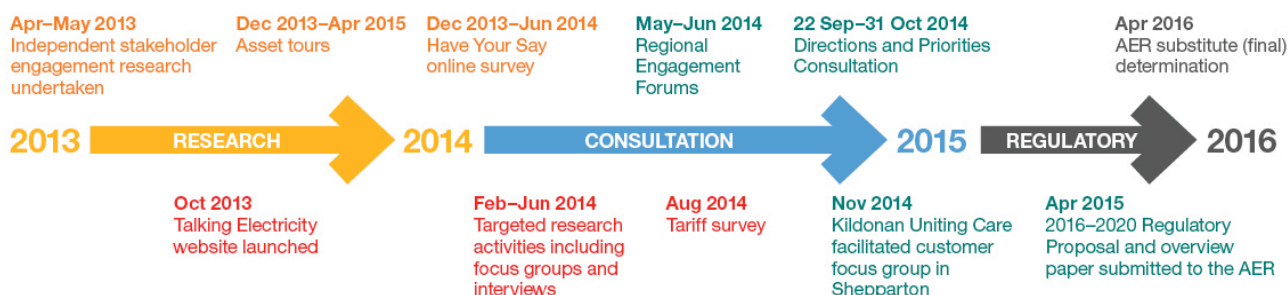 Apr–May 2013
Independent stakeholder
engagement research
undertaken
Dec 2013–Apr 2015
Asset tours
Dec 2013–Jun 2014
Have Your Say
online survey
May–Jun 2014
Regional
Engagement
Forums
22 Sep–31 Oct 2014
Directions and Priorities
Consultation
Apr 2016
AER substitute (final)
determination
2013
RESEARCH
2014
CONSULTATION
2015
REGULATORY
2016
Oct 2013
Talking Electricity
website launched
Feb–Jun 2014
Targeted research
activities including
focus groups and
interviews
Aug 2014
Tariff survey
Nov 2014
Kildonan Uniting Care
facilitated customer
focus group in
Shepparton
Apr 2015
2016–2020 Regulatory
Proposal and overview
paper submitted to the AER